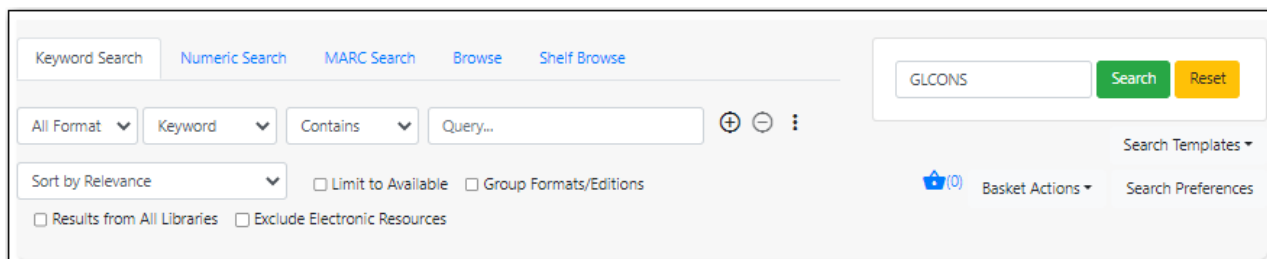 Keyword Search Numeric Search MARC Search Browse Shelf Browse
GLCONS Search Reset
All Format Keyword Contains Query...
Search Templates
Sort by Relevance Limit to Available Group Formats/Editions
(0) Basket Actions Search Preferences
Results from All Libraries Exclude Electronic Resources